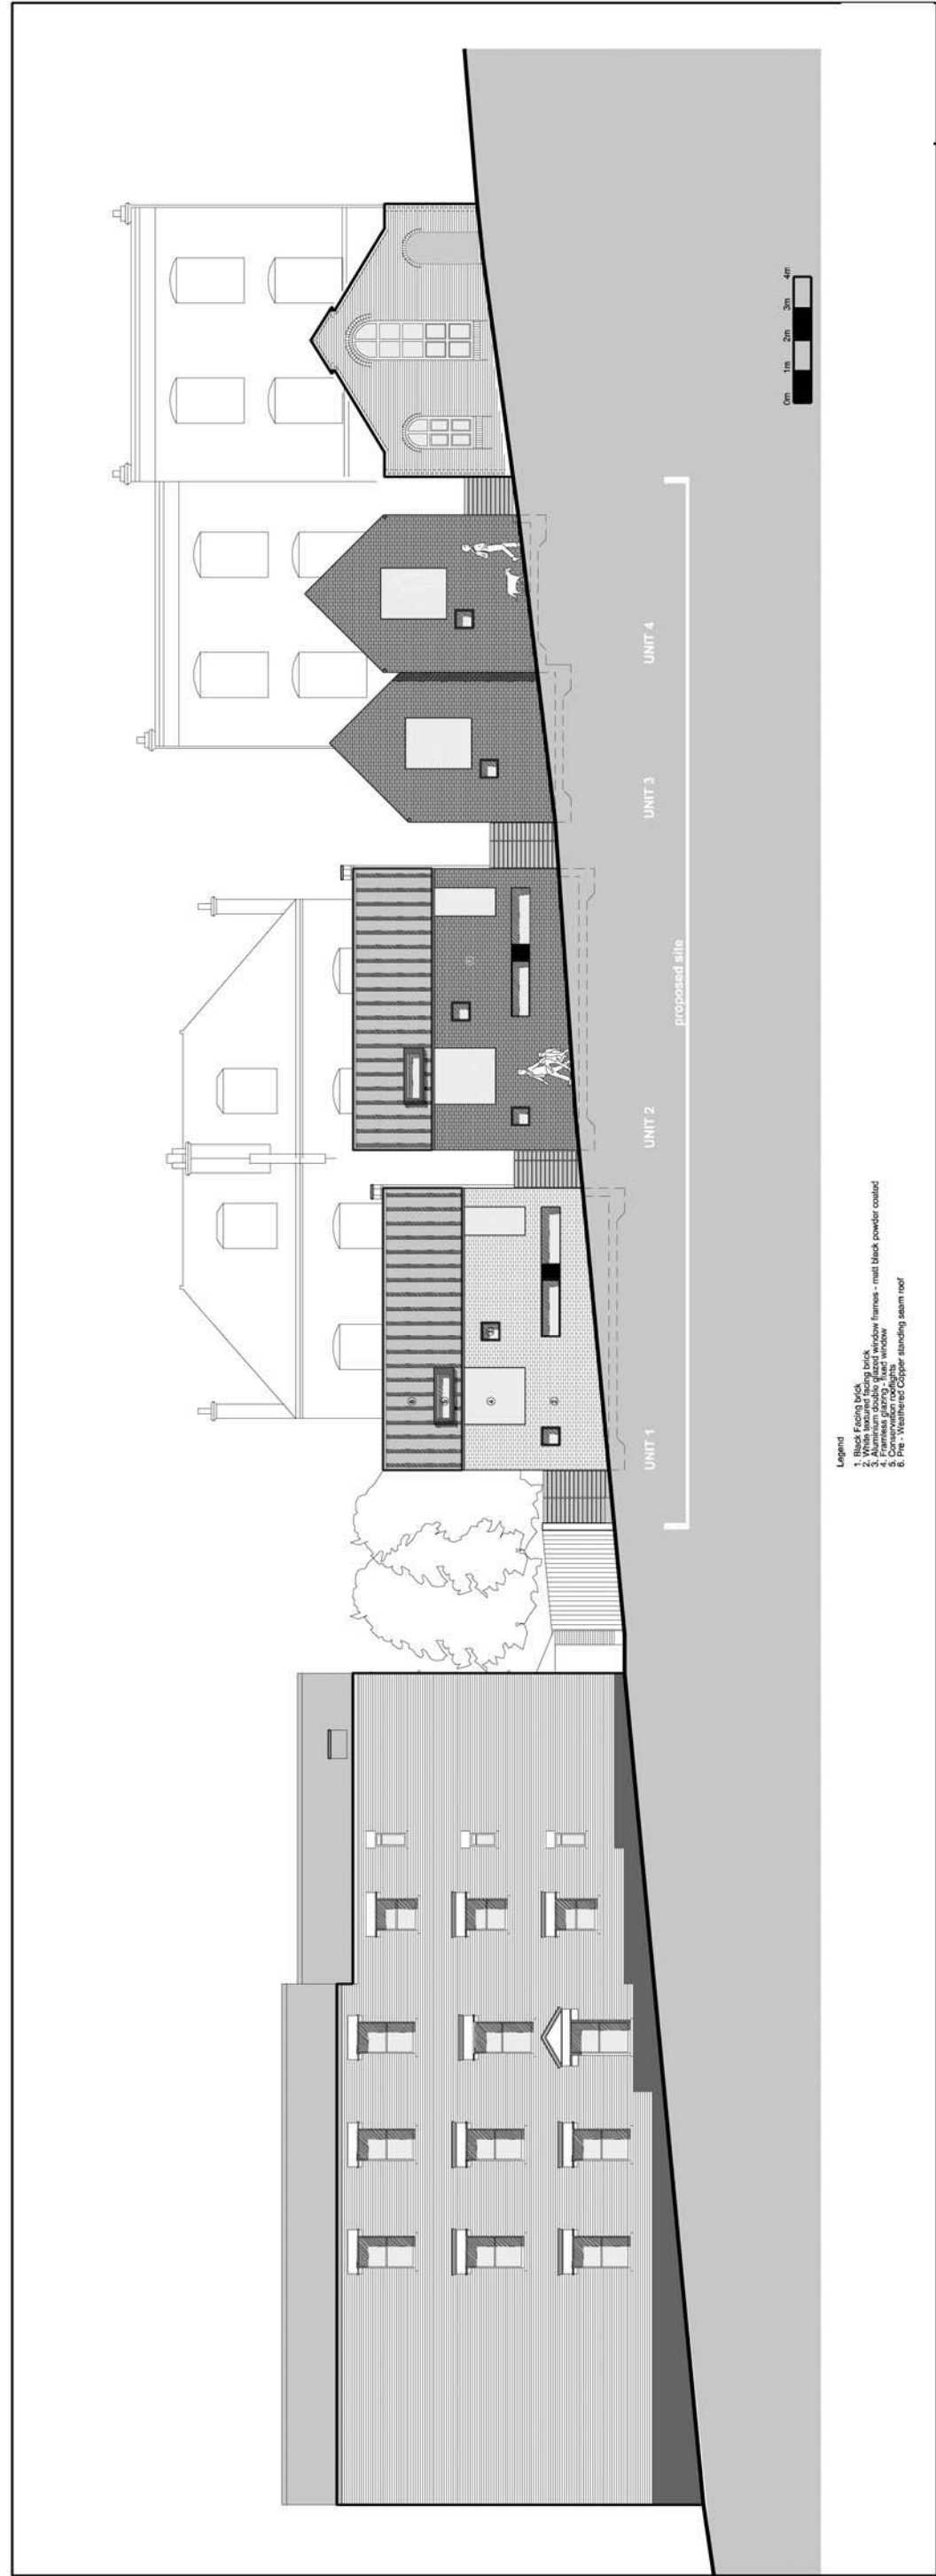 0m 1m 2m 3m 4m
UNIT 1
UNIT 2
UNIT 3
UNIT 4
proposed site
Legend
1. Black Facing brick
2. White textured facing brick
3. Aluminium double glazed window frames - matt black powder coated
4. Frameless glazing - fixed window
5. Conservation rooflights
6. Pre - Weathered Copper standing seam roof